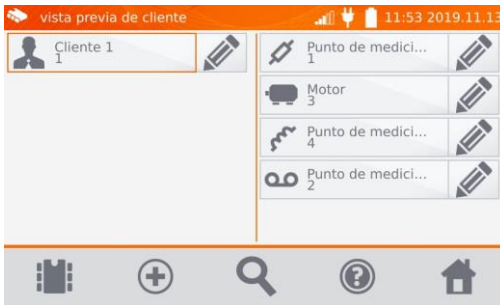 vista previa de cliente
11:53 2019.11.13
Cliente 1
1
Punto de medici...
1
Motor
3
Punto de medici...
4
Punto de medici...
2